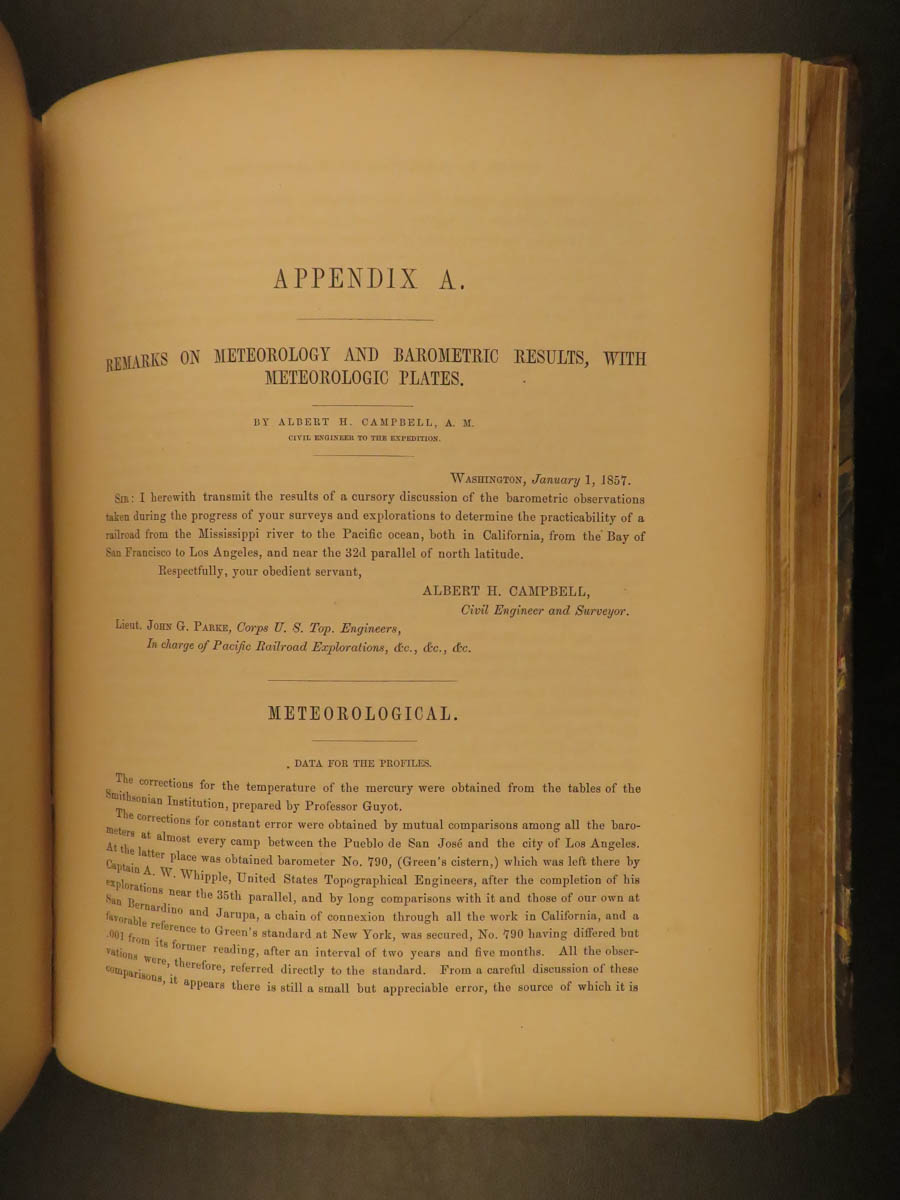 APPENDIX A.
REMARKS ON METEOROLOGY AND BAROMETRIC RESULTS, WITH
METEOROLOGIC PLATES.
BY ALBERT H. CAMPBELL, A. M.
CIVIL ENGINEER TO THE EXPEDITION.
WASHINGTON, January 1, 1857.
SIR: I herewith transmit the results of a cursory discussion of the barometric observations
taken during the progress of your surveys and explorations to determine the practicability of a
railroad from the Mississippi river to the Pacific ocean, both in California, from the Bay of
San Francisco to Los Angeles, and near the 32d parallel of north latitude.
Respectfully, your obedient servant,
ALBERT H. CAMPBELL,
Civil Engineer and Surveyor.
Lieut. JOHN G. PARKE, Corps U. S. Top. Engineers,
In charge of Pacific Railroad Explorations, &c., &c., &c.
METEOROLOGICAL.
DATA FOR THE PROFILES.
The corrections for the temperature of the mercury were obtained from the tables of the
Smithsonian Institution, prepared by Professor Guyot.
The corrections for constant error were obtained by mutual comparisons among all the baro-
meters at almost every camp between the Pueblo de San José and the city of Los Angeles.
At the latter place was obtained barometer No. 790, (Green's cistern,) which was left there by
Captain A. W. Whipple, United States Topographical Engineers, after the completion of his
explorations near the 35th parallel, and by long comparisons with it and those of our own at
San Bernardino and Jarupa, a chain of connexion through all the work in California, and a
favorable reference to Green's standard at New York, was secured, No. 790 having differed but
.001 from its former reading, after an interval of two years and five months. All the obser-
vations were, therefore, referred directly to the standard. From a careful discussion of these
comparisons, it appears there is still a small but appreciable error, the source of which it is